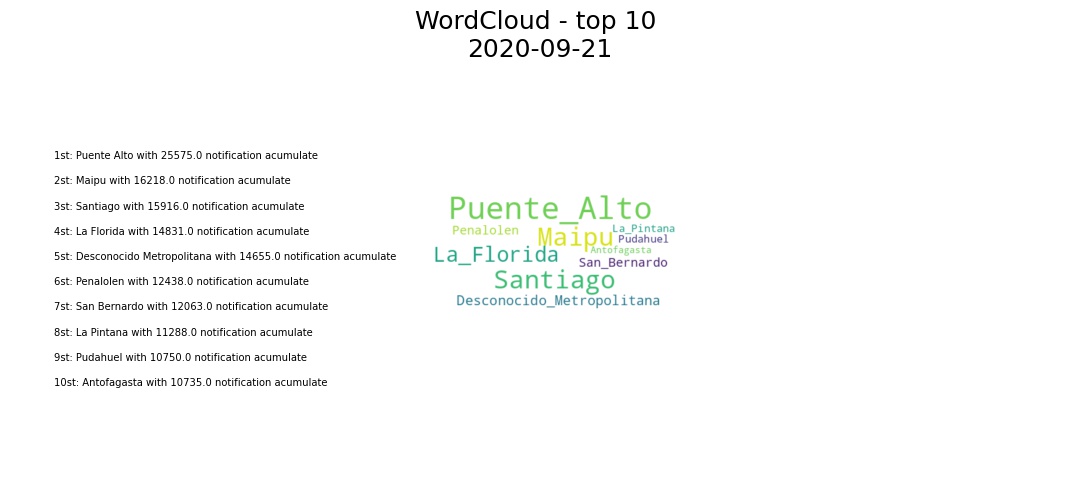 WordCloud - top 10
2020-09-21
1st: Puente Alto with 25575.0 notification acumulate
2st: Maipu with 16218.0 notification acumulate
3st: Santiago with 15916.0 notification acumulate
4st: La Florida with 14831.0 notification acumulate
5st: Desconocido Metropolitana with 14655.0 notification acumulate
6st: Penalolen with 12438.0 notification acumulate
7st: San Bernardo with 12063.0 notification acumulate
8st: La Pintana with 11288.0 notification acumulate
9st: Pudahuel with 10750.0 notification acumulate
10st: Antofagasta with 10735.0 notification acumulate
Puente_Alto
Penalolen
Maipu
La_Pintana
Pudahuel
Antofagasta
La_Florida
San_Bernardo
Santiago
Desconocido_Metropolitana